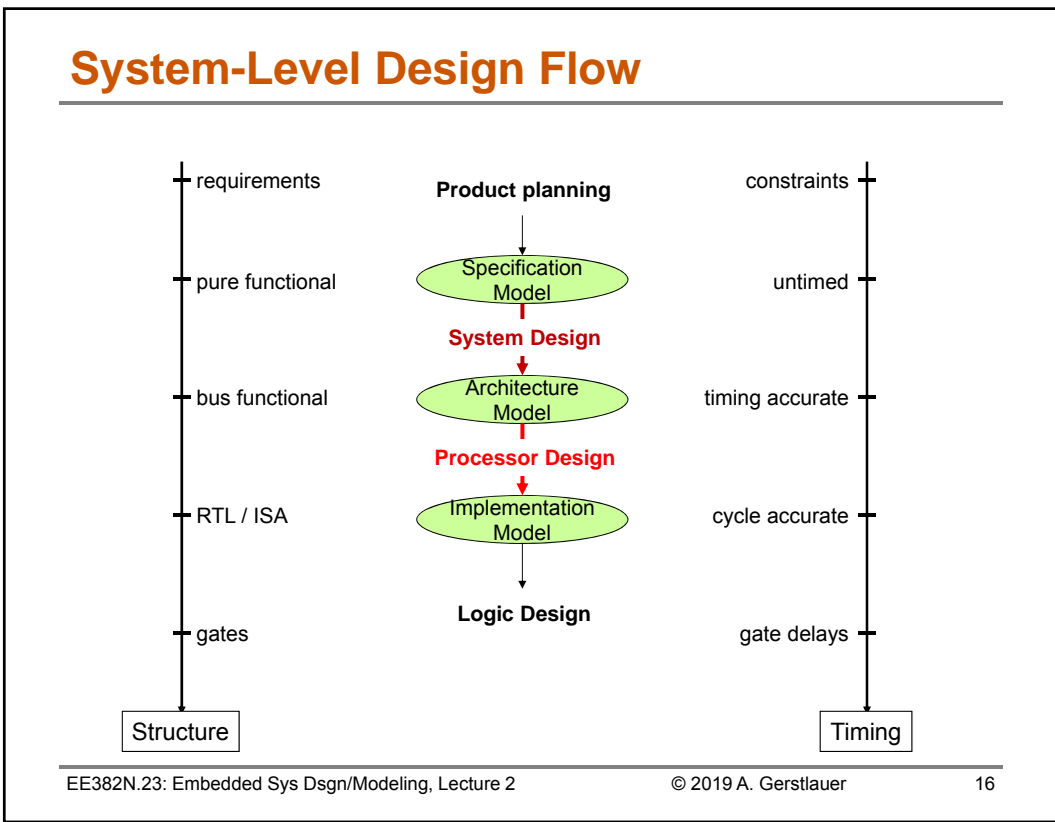 System-Level Design Flow
requirements
Product planning
constraints
pure functional
Specification
Model
untimed
System Design
bus functional
Architecture
Model
timing accurate
Processor Design
RTL / ISA
Implementation
Model
cycle accurate
Logic Design
gates
gate delays
Structure
Timing
EE382N.23: Embedded Sys Dsgn/Modeling, Lecture 2
© 2019 A. Gerstlauer
16